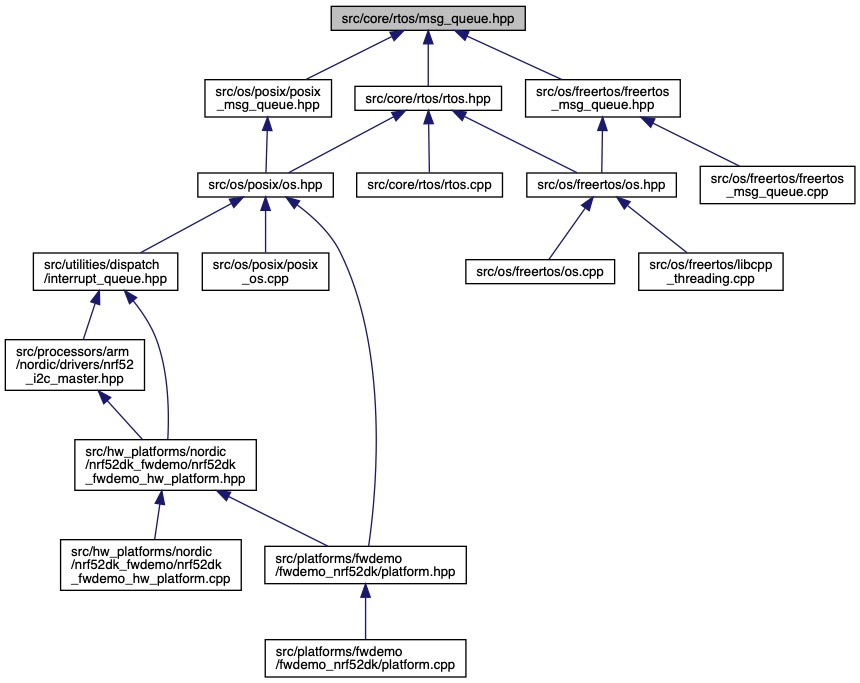 src/core/rtos/msg_queue.hpp
src/os/posix/posix
_msg_queue.hpp
src/core/rtos/rtos.hpp
src/os/freertos/freertos
_msg_queue.hpp
src/os/posix/os.hpp
src/core/rtos/rtos.cpp
src/os/freertos/os.hpp
src/os/freertos/freertos
_msg_queue.cpp
src/utilities/dispatch
/interrupt_queue.hpp
src/os/posix/posix
_os.cpp
src/os/freertos/os.cpp
src/os/freertos/libcpp
_threading.cpp
src/processors/arm
/nordic/drivers/nrf52
_i2c_master.hpp
src/hw_platforms/nordic
/nrf52dk_fwdemo/nrf52dk
_fwdemo_hw_platform.hpp
src/hw_platforms/nordic
/nrf52dk_fwdemo/nrf52dk
_fwdemo_hw_platform.cpp
src/platforms/fwdemo
/fwdemo_nrf52dk/platform.hpp
src/platforms/fwdemo
/fwdemo_nrf52dk/platform.cpp